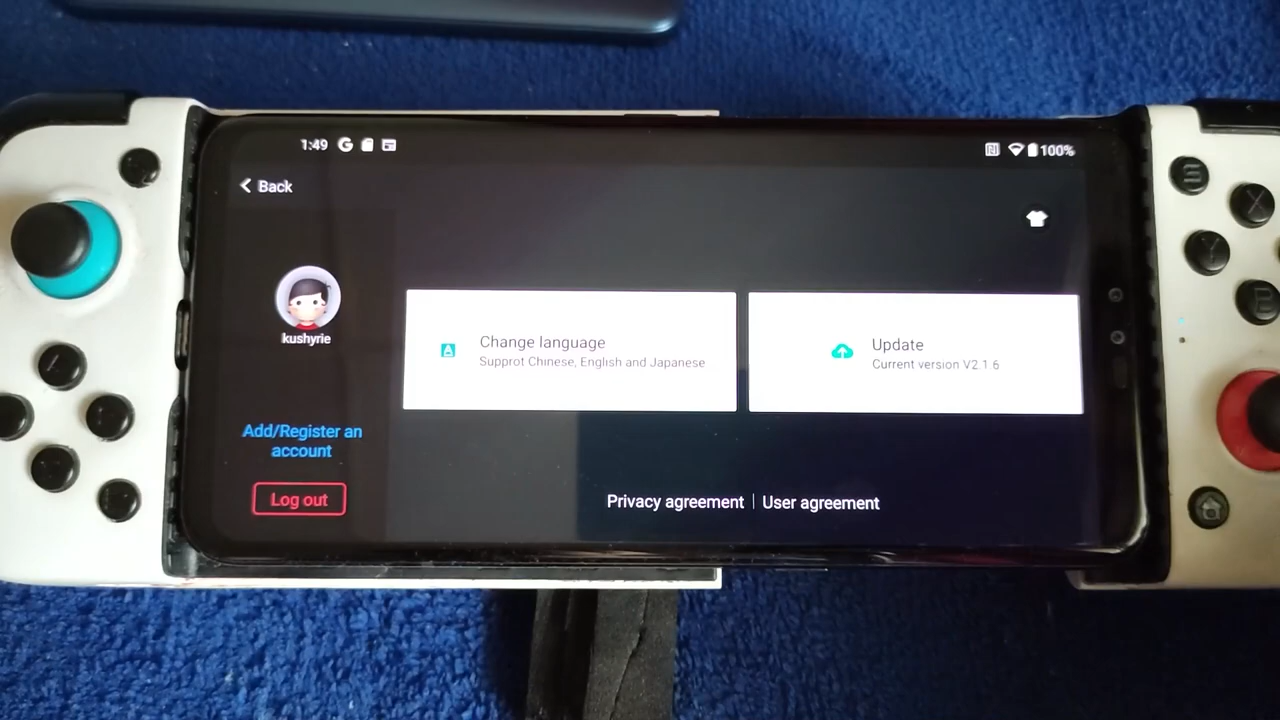 1:49
100%
Back
kushyrie
Add/Register an
account
Log out
Change language
Supprot Chinese, English and Japanese
Update
Current version V2.1.6
Privacy agreement | User agreement
S
X
Y
B